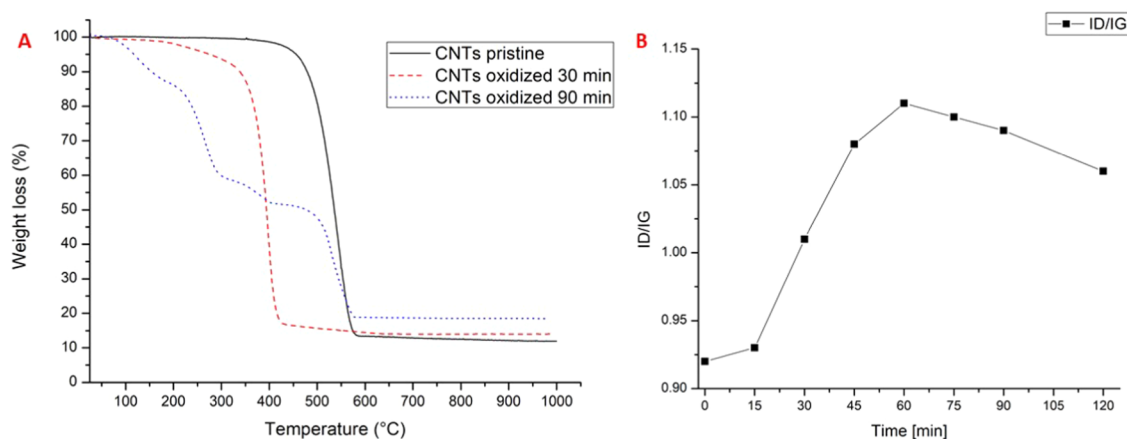 A
CNTs pristine
CNTs oxidized 30 min
CNTs oxidized 90 min
Weight loss (%)
100
90
80
70
60
50
40
30
20
10
0
100 200 300 400 500 600 700 800 900 1000
Temperature (°C)
B
ID/IG
ID/IG
1.15
1.10
1.05
1.00
0.95
0.90
0 15 30 45 60 75 90 105 120
Time [min]